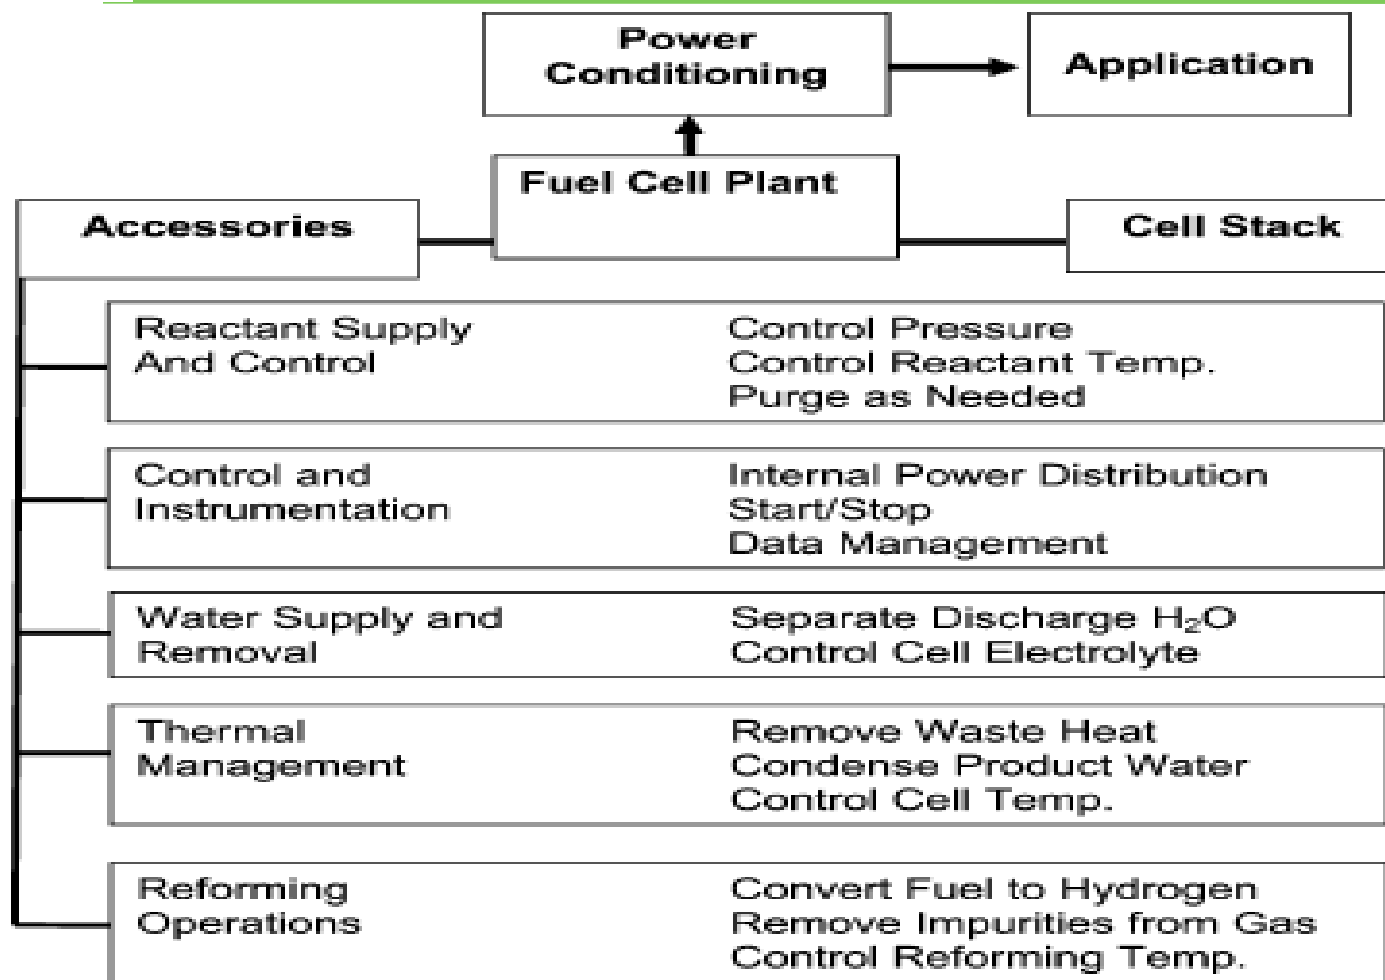 Power
Conditioning
Application
Fuel Cell Plant
Accessories
Cell Stack
Reactant Supply
And Control
Control Pressure
Control Reactant Temp.
Purge as Needed
Control and
Instrumentation
Internal Power Distribution
Start/Stop
Data Management
Water Supply and
Removal
Separate Discharge H₂O
Control Cell Electrolyte
Thermal
Management
Remove Waste Heat
Condense Product Water
Control Cell Temp.
Reforming
Operations
Convert Fuel to Hydrogen
Remove Impurities from Gas
Control Reforming Temp.